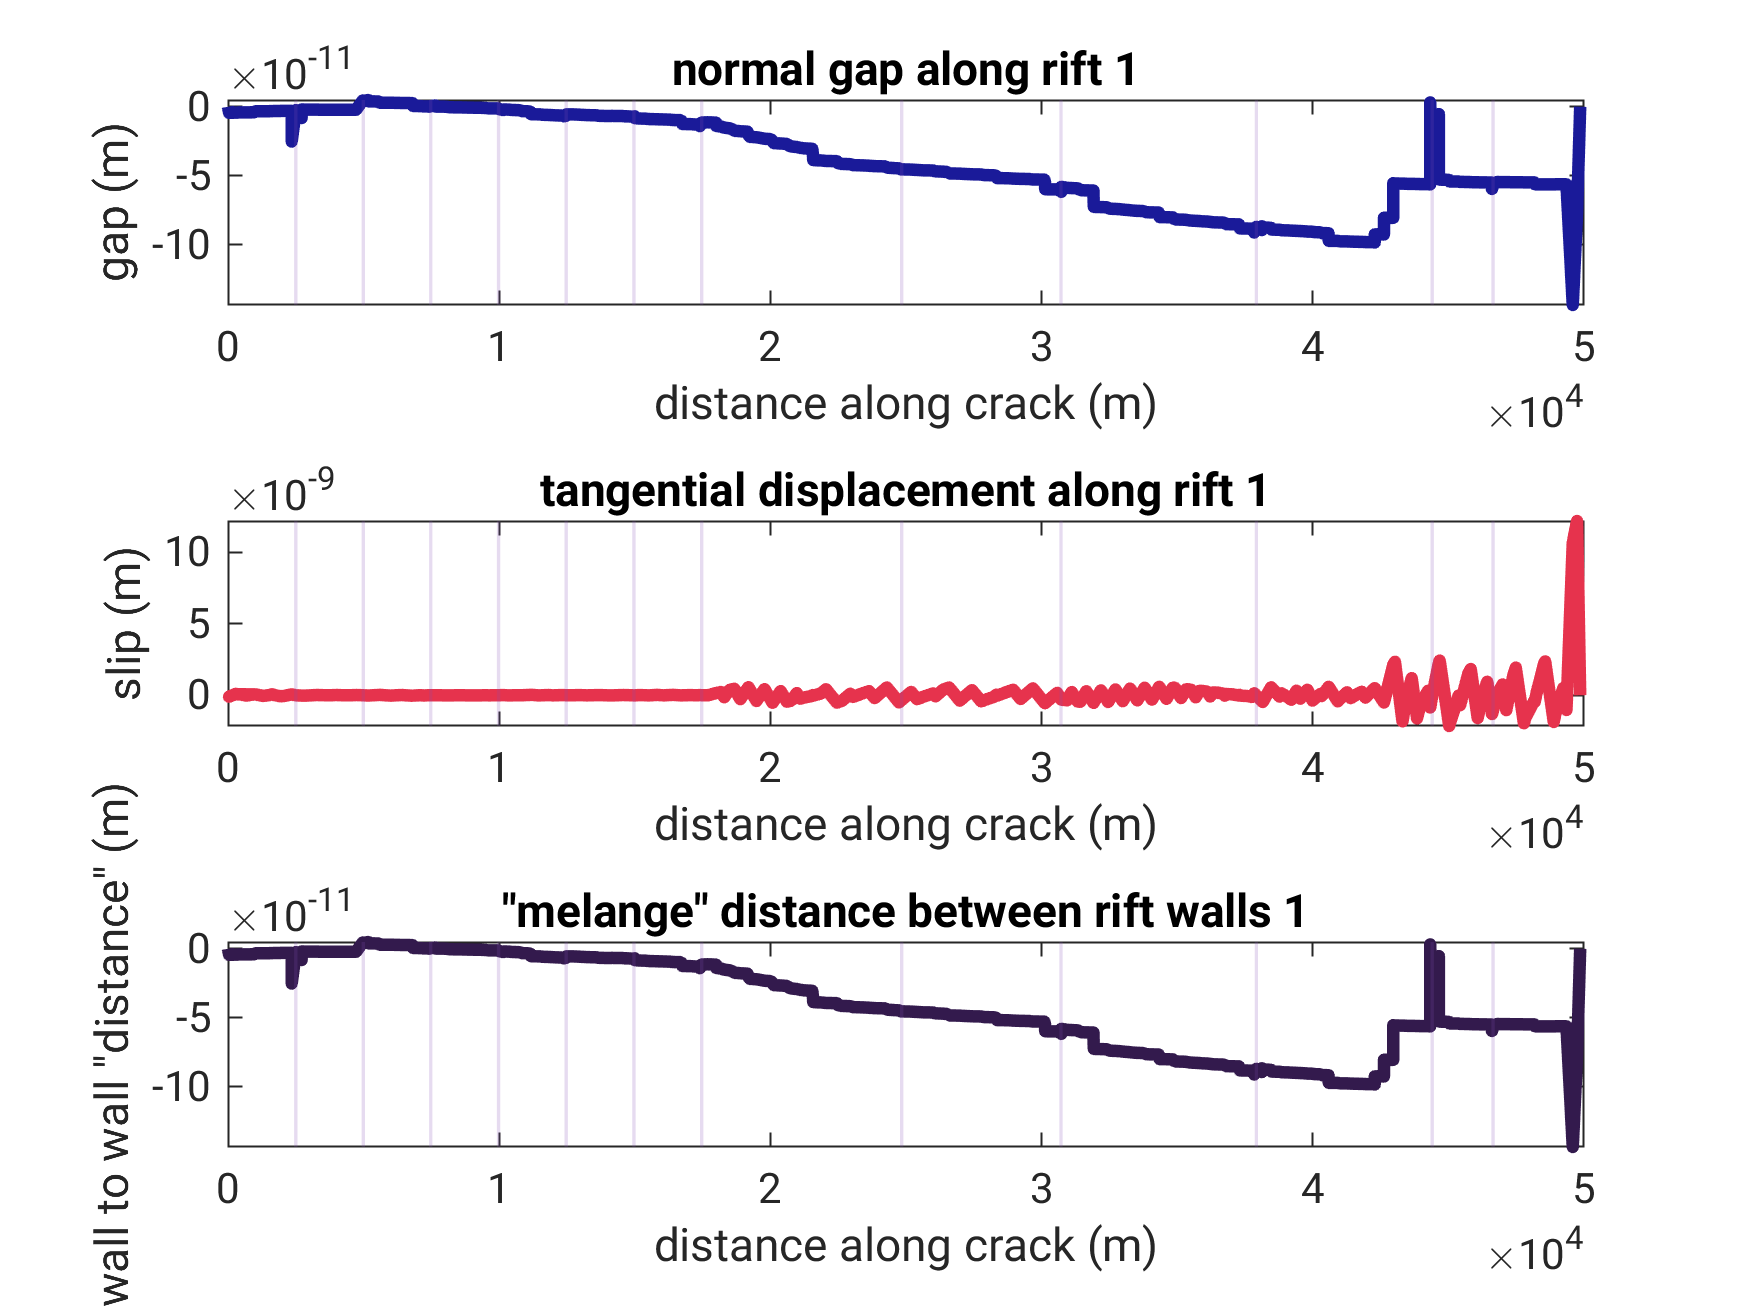 ×10⁻¹¹
normal gap along rift 1
gap (m)
0
-5
-10
0 1 2 3 4 5
distance along crack (m)
×10⁴
×10⁻⁹
tangential displacement along rift 1
slip (m)
10
5
0
0 1 2 3 4 5
distance along crack (m)
×10⁴
×10⁻¹¹
"melange" distance between rift walls 1
wall to wall "distance" (m)
0
-5
-10
0 1 2 3 4 5
distance along crack (m)
×10⁴